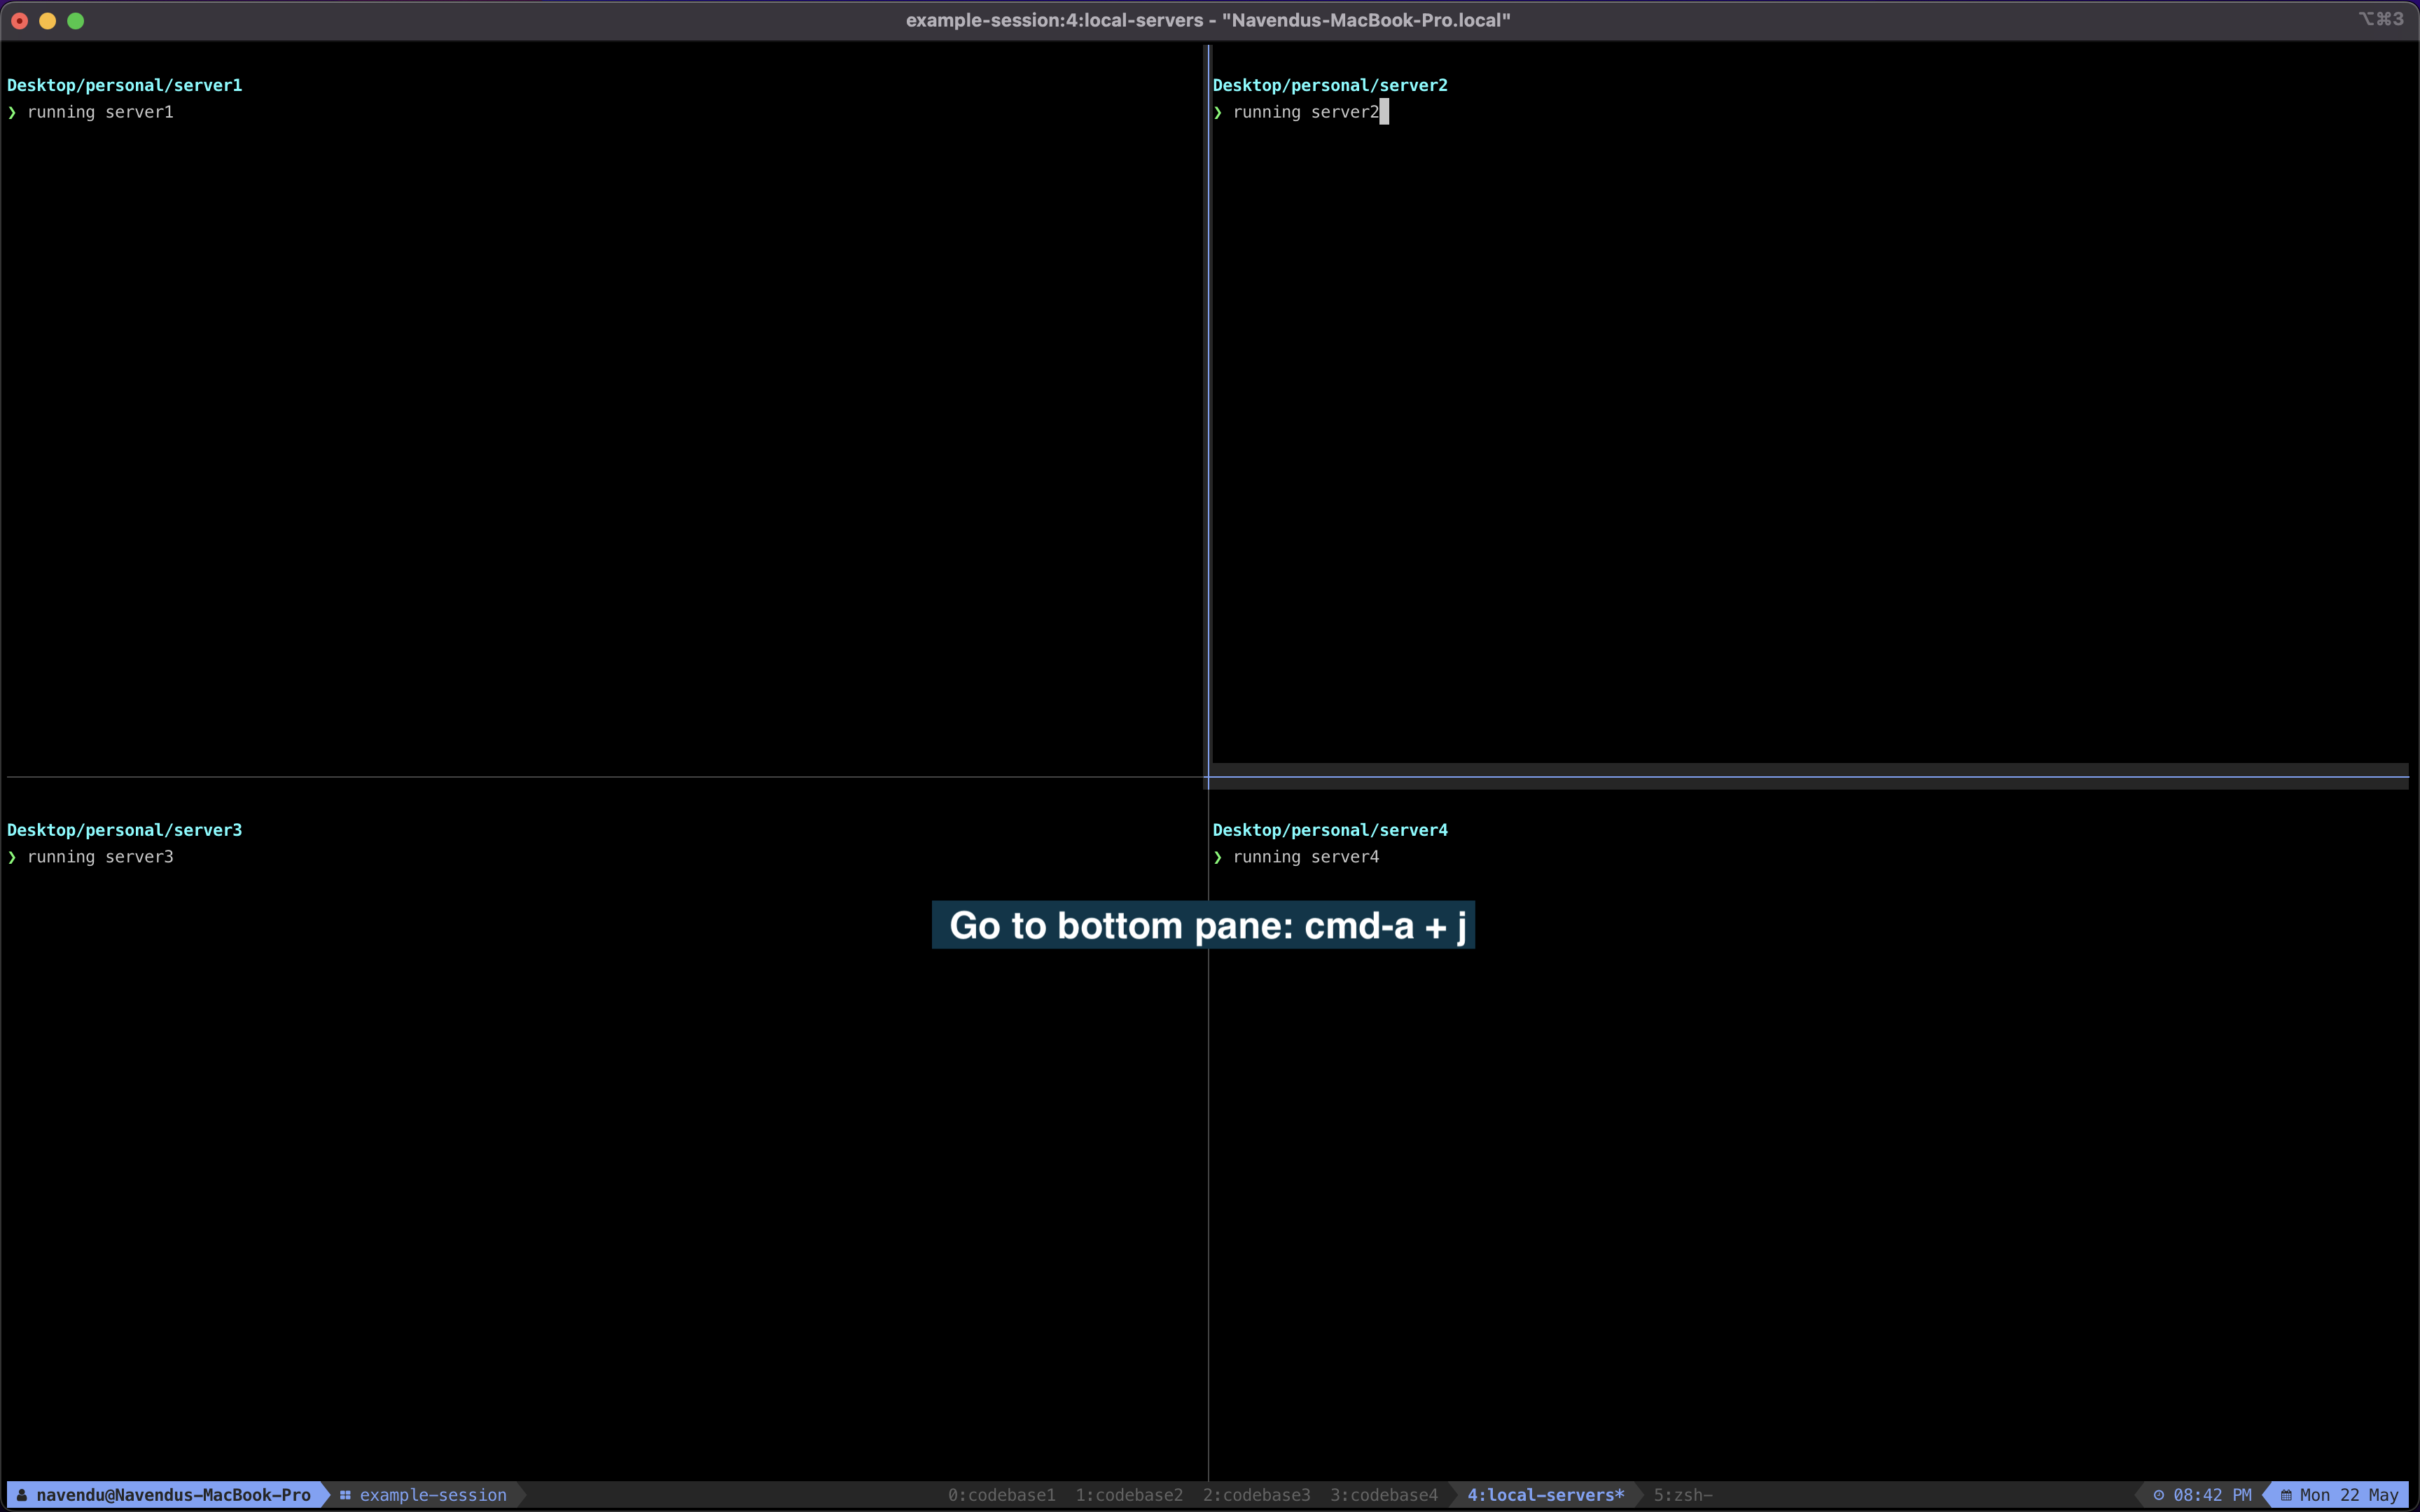 example-session:4:local-servers - "Navendus-MacBook-Pro.local"
⌥⌘3
Desktop/personal/server1
❯ running server1
Desktop/personal/server2
❯ running server2
Desktop/personal/server3
❯ running server3
Desktop/personal/server4
❯ running server4
Go to bottom pane: cmd-a + j
navendu@Navendus-MacBook-Pro example-session 0:codebase1 1:codebase2 2:codebase3 3:codebase4 4:local-servers* 5:zsh- 08:42 PM Mon 22 May